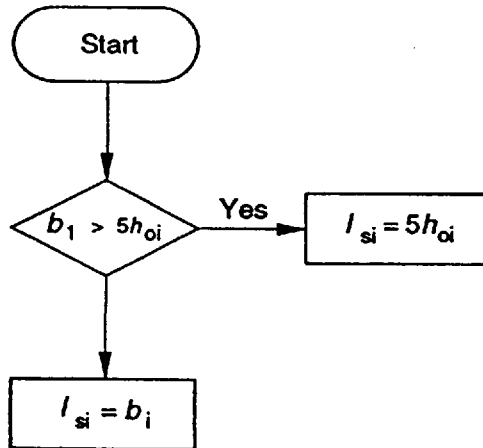 Start
b₁ > 5hₒᵢ
Yes
lₛᵢ = 5hₒᵢ
lₛᵢ = bᵢ